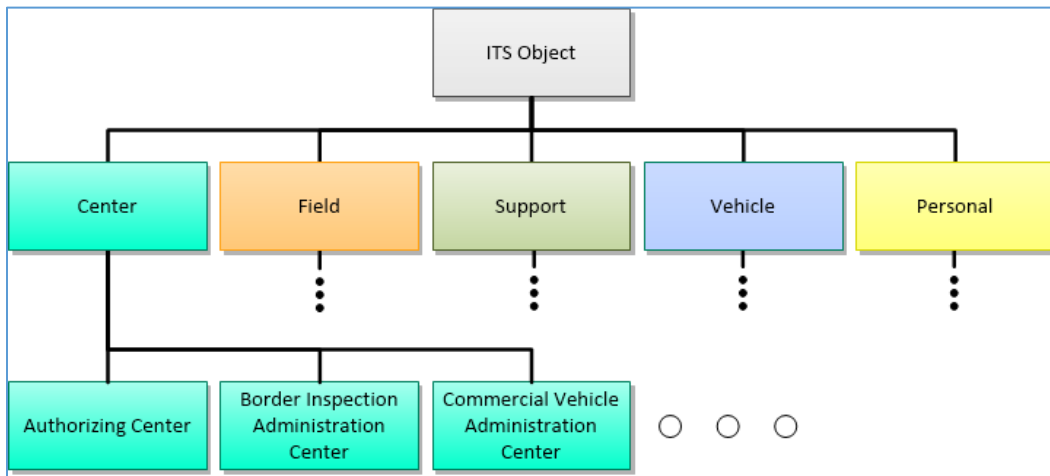 ITS Object
Center
Field
Support
Vehicle
Personal
Authorizing Center
Border Inspection
Administration
Center
Commercial Vehicle
Administration
Center